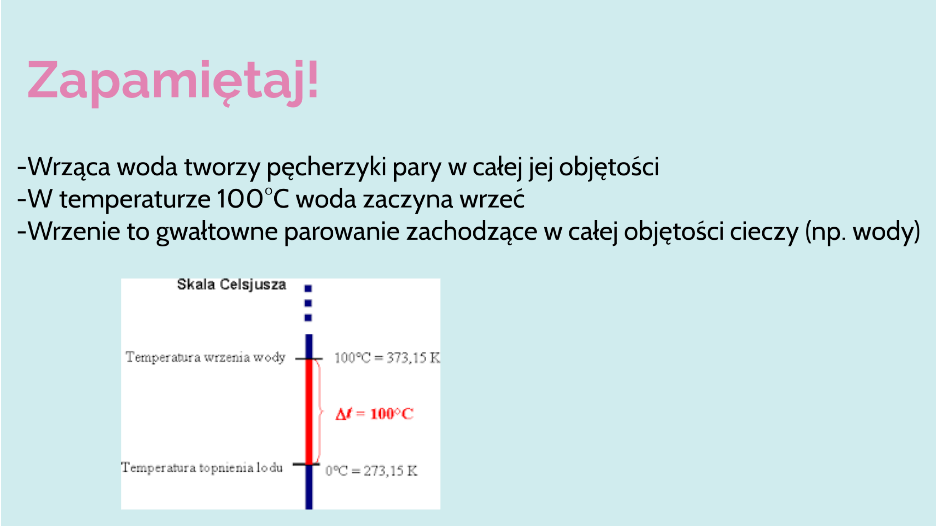 Zapamiętaj!
-Wrząca woda tworzy pęcherzyki pary w całej jej objętości
-W temperaturze 100°C woda zaczyna wrzeć
-Wrzenie to gwałtowne parowanie zachodzące w całej objętości cieczy (np. wody)
Skala Celsjusza
Temperatura wrzenia wody 100°C = 373,15 K
Δt = 100°C
Temperatura topnienia lodu 0°C = 273,15 K